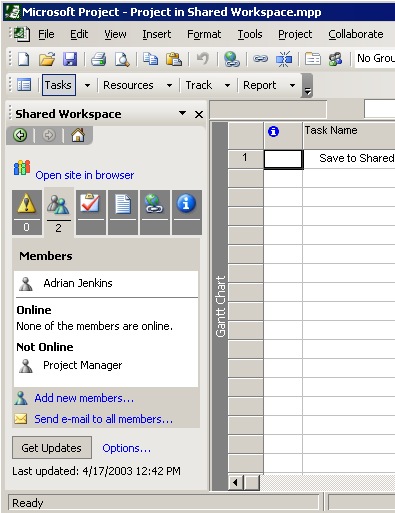 Microsoft Project - Project in Shared Workspace.mpp
File Edit View Insert Format Tools Project Collaborate
No Grou
Tasks Resources Track Report
Shared Workspace
Open site in browser
0 2
Members
Adrian Jenkins
Online
None of the members are online.
Not Online
Project Manager
Add new members...
Send e-mail to all members...
Get Updates Options...
Last updated: 4/17/2003 12:42 PM
Gantt Chart
Task Name
1 Save to Shared
Ready